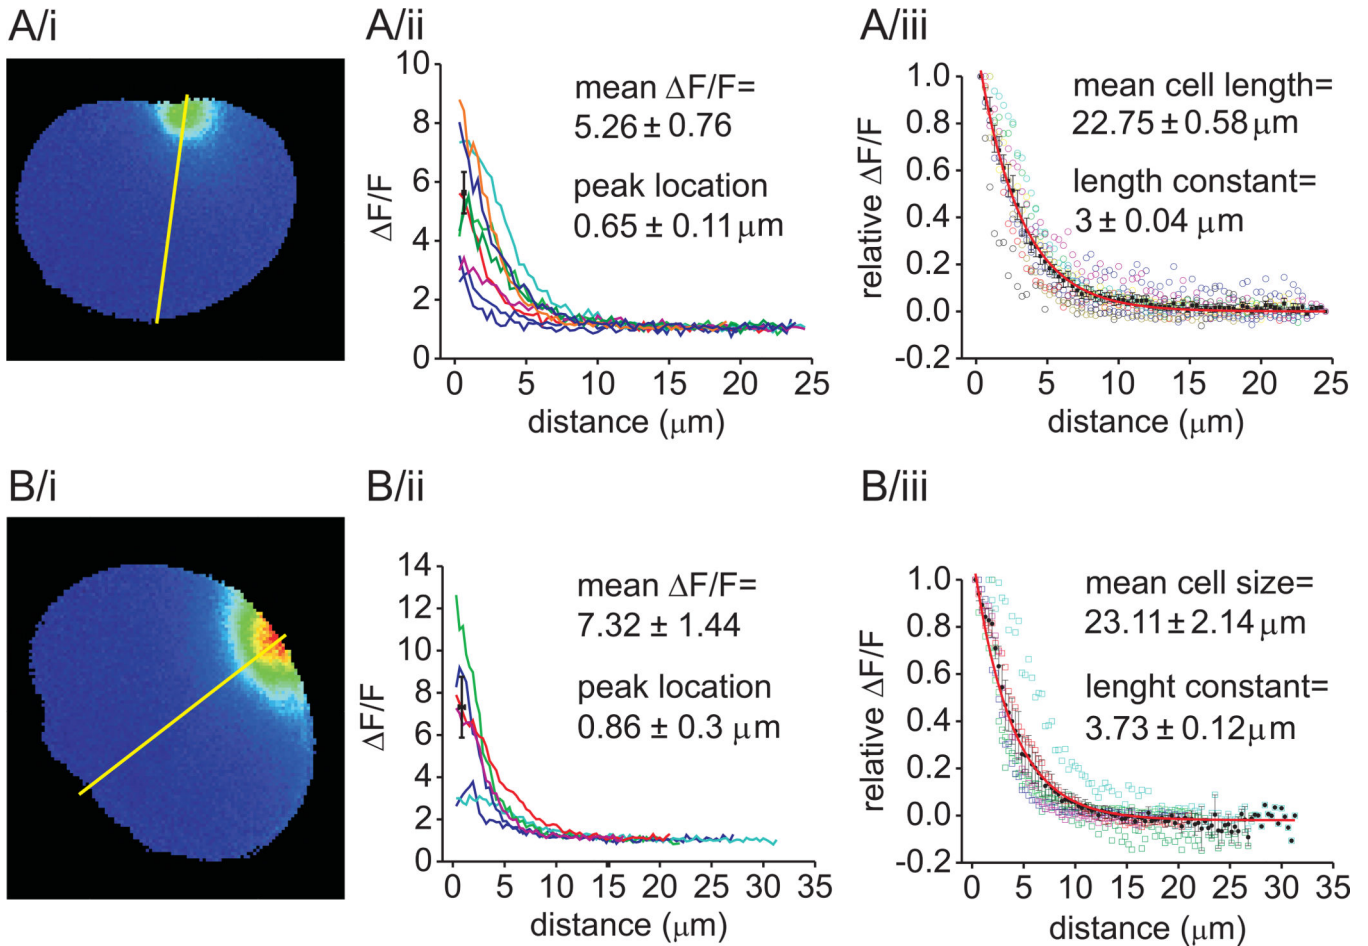 A/i
A/ii
A/iii
10
8
6
4
2
0
ΔF/F
mean ΔF/F=
5.26 ± 0.76
peak location
0.65 ± 0.11 μm
0 5 10 15 20 25
distance (μm)
1.0
0.8
0.6
0.4
0.2
0.0
-0.2
relative ΔF/F
mean cell length=
22.75 ± 0.58 μm
length constant=
3 ± 0.04 μm
0 5 10 15 20 25
distance (μm)
B/i
B/ii
B/iii
14
12
10
8
6
4
2
0
ΔF/F
mean ΔF/F=
7.32 ± 1.44
peak location
0.86 ± 0.3 μm
0 5 10 15 20 25 30 35
distance (μm)
1.0
0.8
0.6
0.4
0.2
0.0
-0.2
relative ΔF/F
mean cell size=
23.11 ± 2.14 μm
lenght constant=
3.73 ± 0.12 μm
0 5 10 15 20 25 30 35
distance (μm)